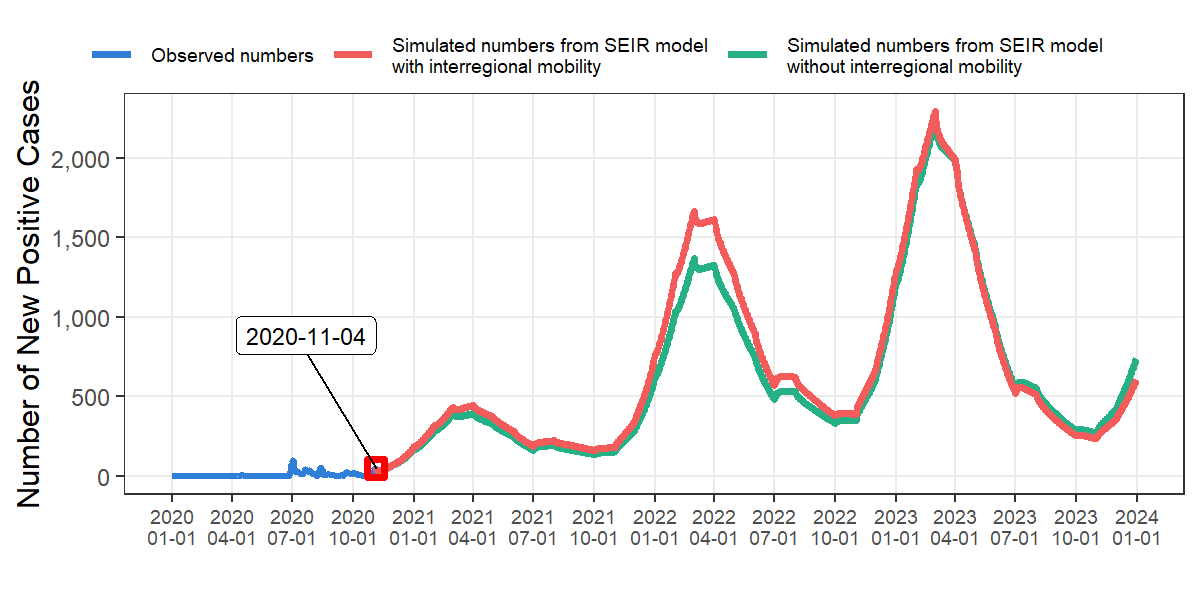 Observed numbers
Simulated numbers from SEIR model
with interregional mobility
Simulated numbers from SEIR model
without interregional mobility
Number of New Positive Cases
2,000
1,500
1,000
500
0
2020-11-04
2020 2020 2020 2020 2021 2021 2021 2021 2022 2022 2022 2022 2023 2023 2023 2023 2024
01-01 04-01 07-01 10-01 01-01 04-01 07-01 10-01 01-01 04-01 07-01 10-01 01-01 04-01 07-01 10-01 01-01